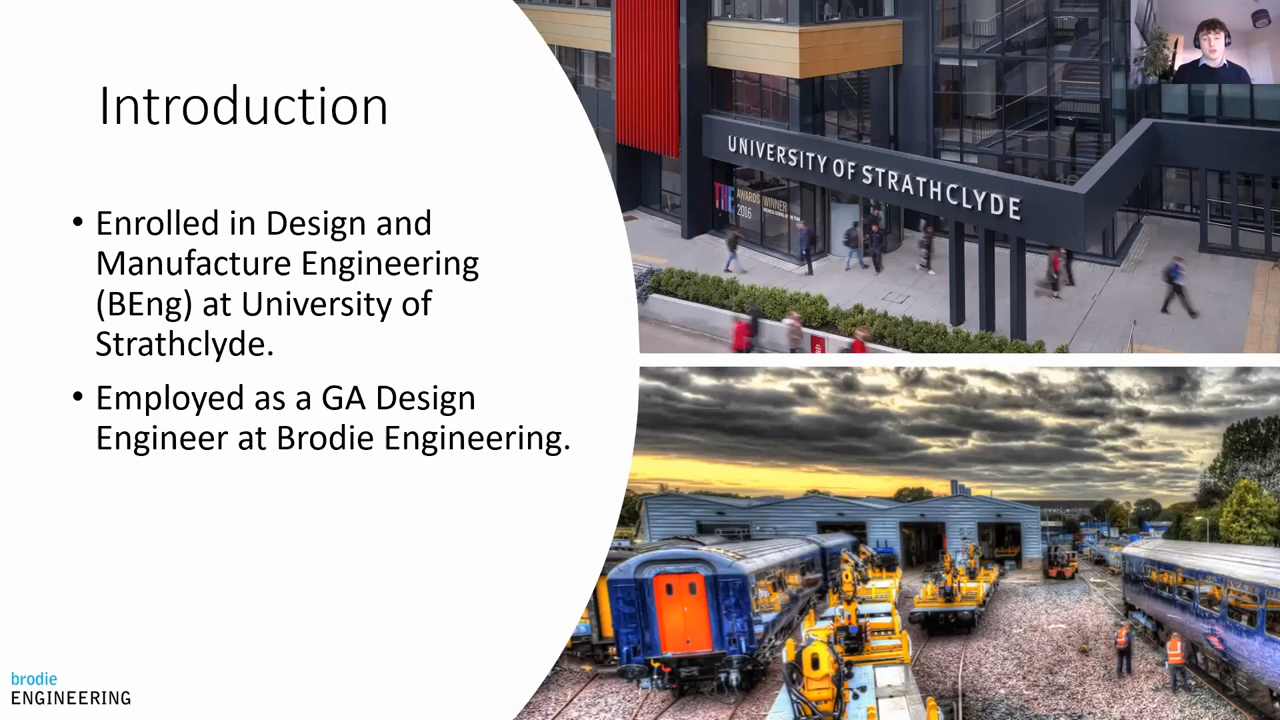 Introduction
• Enrolled in Design and
Manufacture Engineering
(BEng) at University of
Strathclyde.
• Employed as a GA Design
Engineer at Brodie Engineering.
brodie
ENGINEERING
UNIVERSITY OF STRATHCLYDE
THE AWARDS WINNER
2016